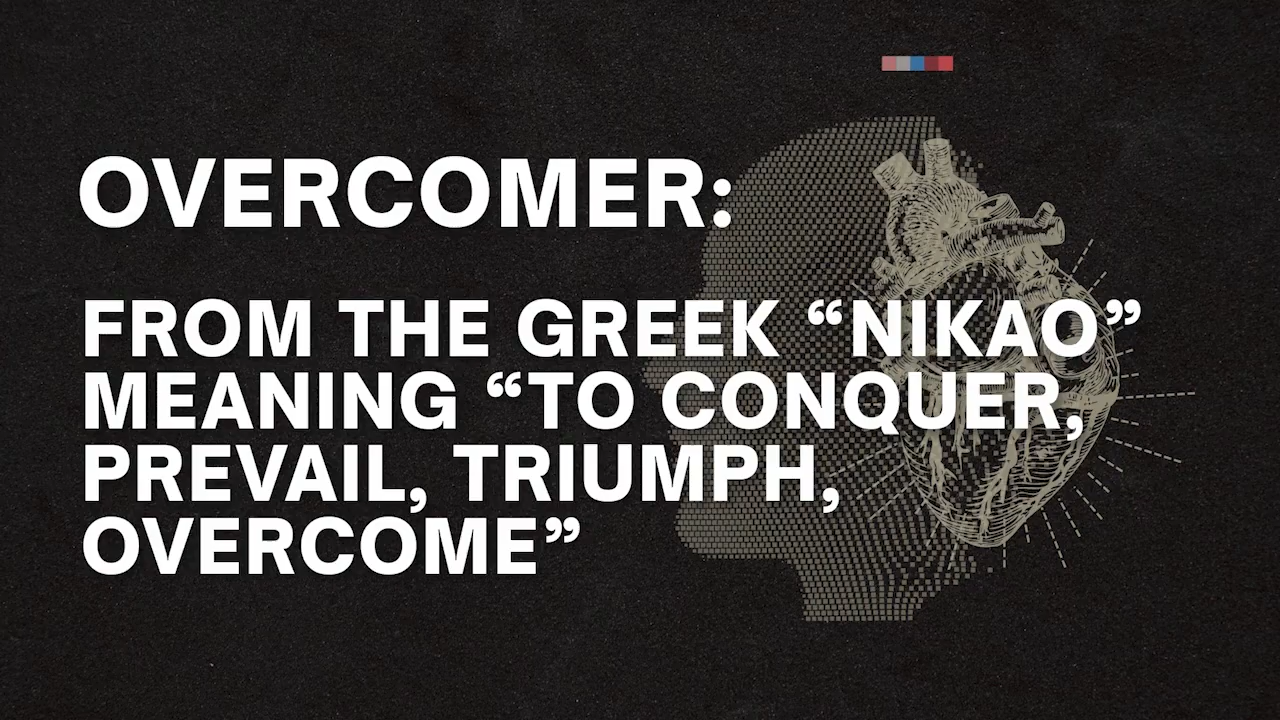 OVERCOMER:
FROM THE GREEK “NIKAO”
MEANING “TO CONQUER,
PREVAIL, TRIUMPH,
OVERCOME”